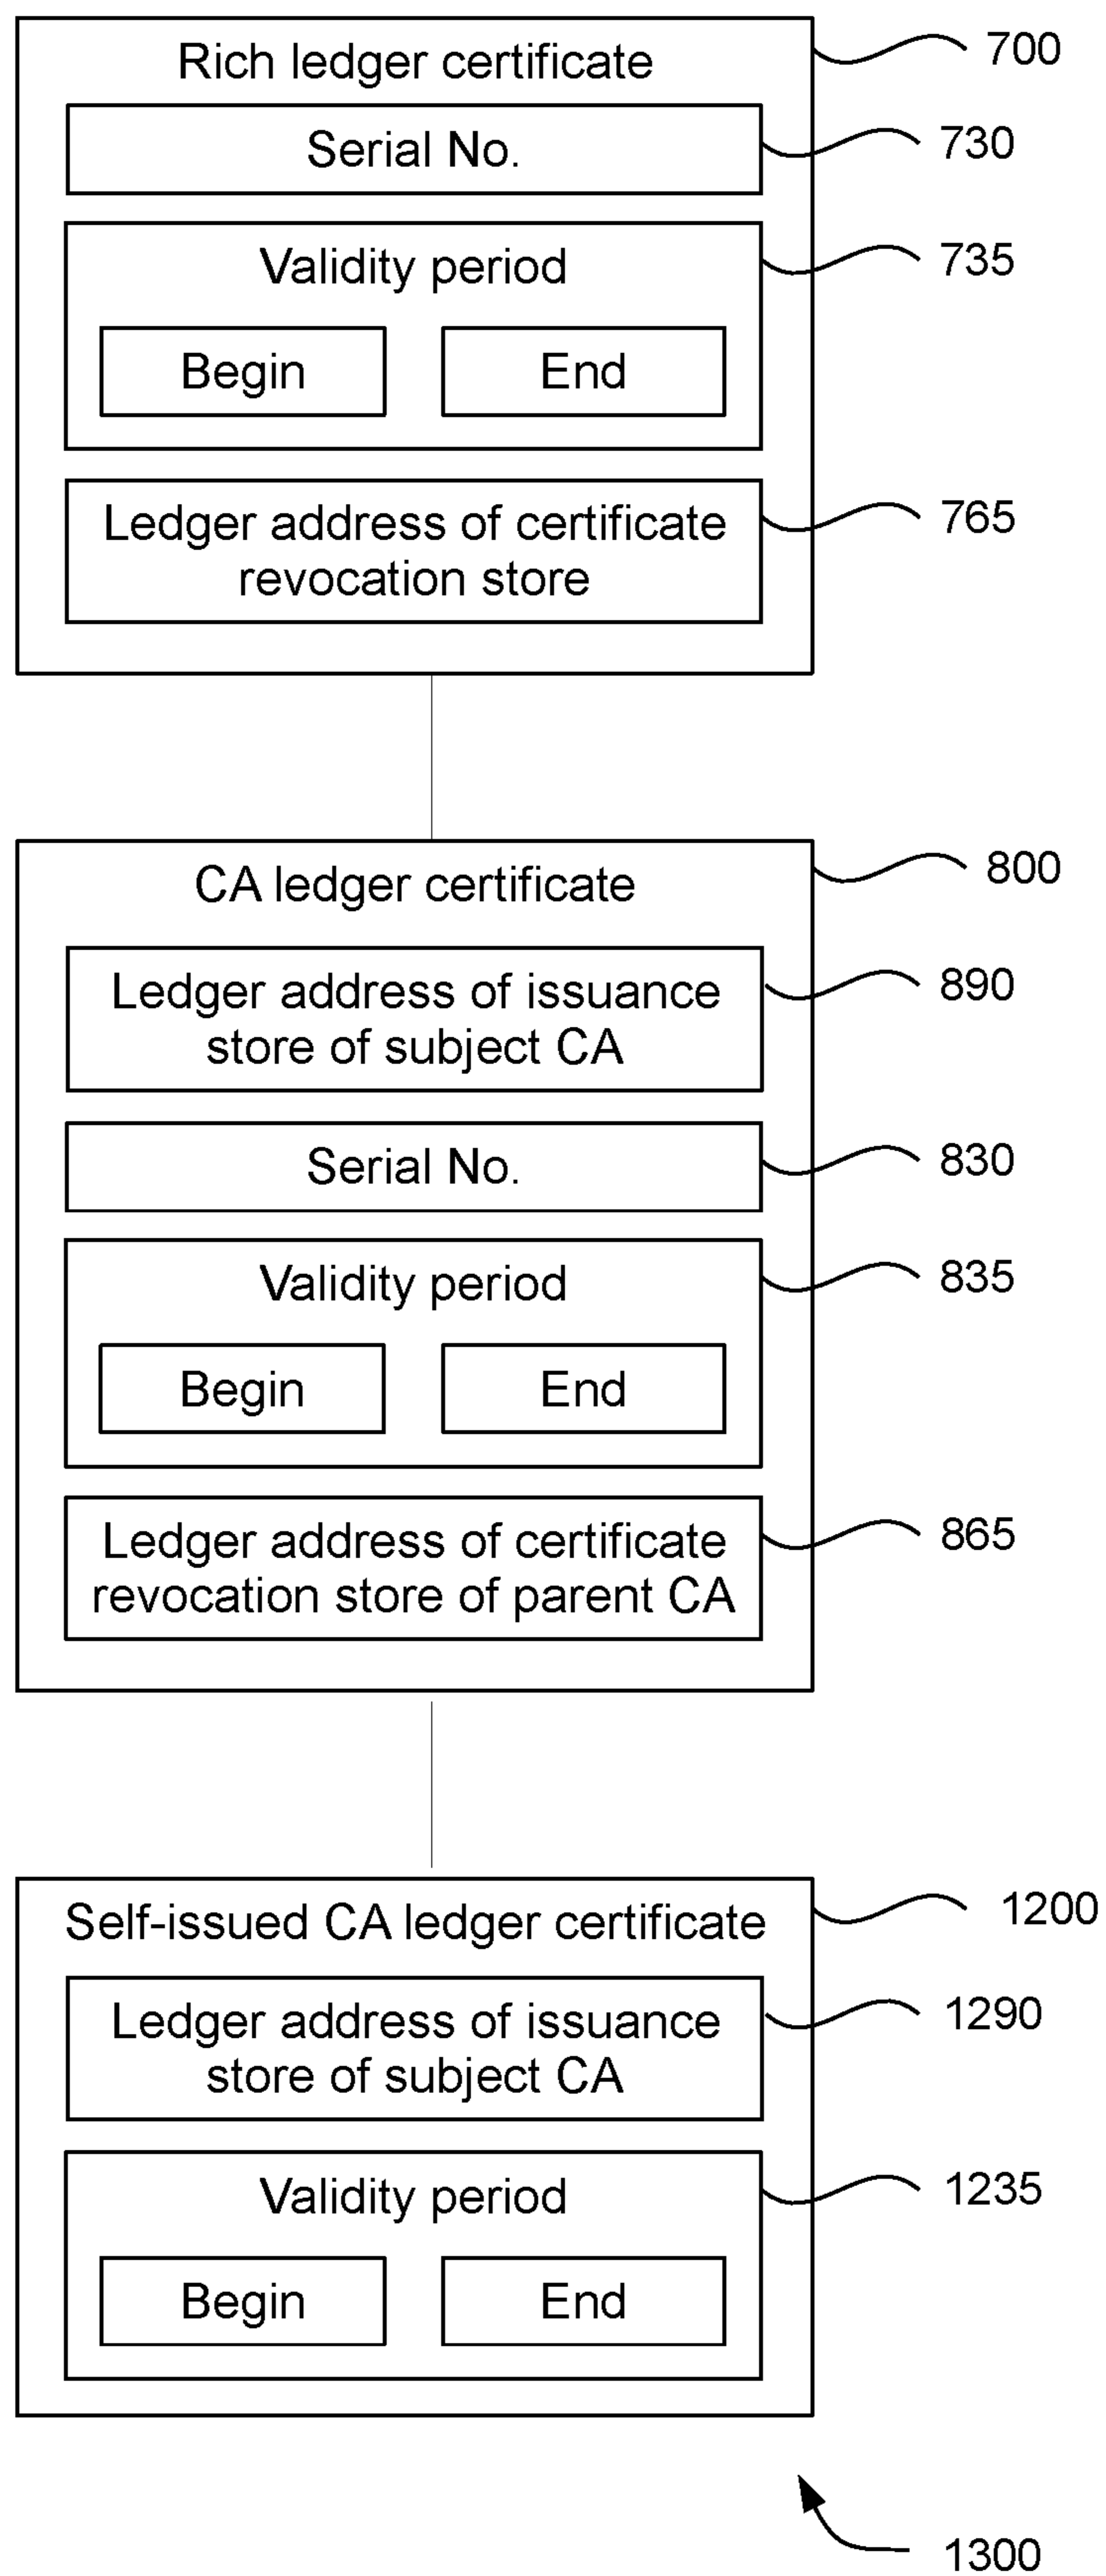 Rich ledger certificate
700
Serial No.
730
Validity period
735
Begin
End
Ledger address of certificate
revocation store
765
CA ledger certificate
800
Ledger address of issuance
store of subject CA
890
Serial No.
830
Validity period
835
Begin
End
Ledger address of certificate
revocation store of parent CA
865
Self-issued CA ledger certificate
1200
Ledger address of issuance
store of subject CA
1290
Validity period
1235
Begin
End
1300